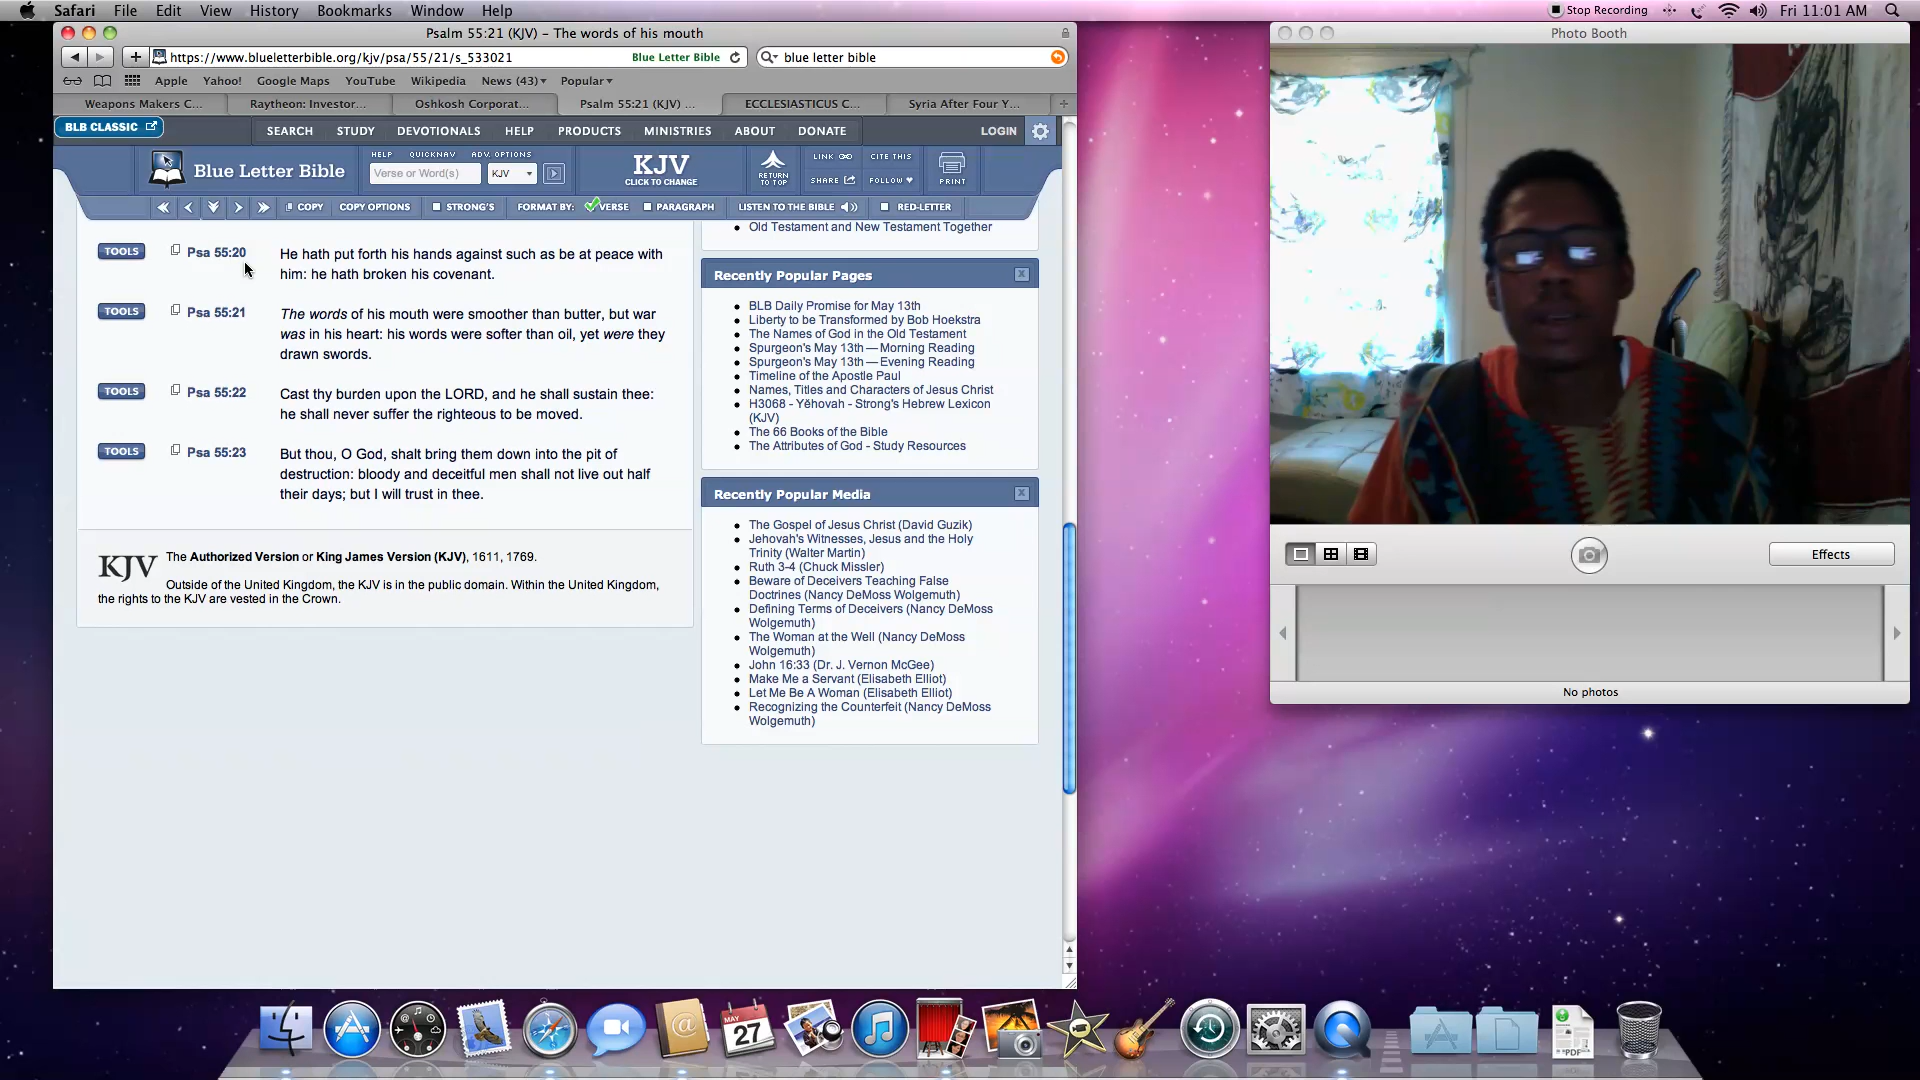 Safari File Edit View History Bookmarks Window Help
Stop Recording Fri 11:01 AM
Psalm 55:21 (KJV) – The words of his mouth
https://www.blueletterbible.org/kjv/psa/55/21/s_533021 Blue Letter Bible
blue letter bible
Apple Yahoo! Google Maps YouTube Wikipedia News (43)▾ Popular▾
Weapons Makers C... Raytheon: Investor... Oshkosh Corporat... Psalm 55:21 (KJV) ... ECCLESIASTICUS C... Syria After Four Y...
BLB CLASSIC
SEARCH STUDY DEVOTIONALS HELP PRODUCTS MINISTRIES ABOUT DONATE LOGIN
Blue Letter Bible
HELP QUICKNAV ADV. OPTIONS
Verse or Word(s) KJV
KJV
CLICK TO CHANGE
RETURN
TO TOP
LINK CITE THIS
SHARE FOLLOW
PRINT
COPY COPY OPTIONS STRONG'S FORMAT BY: VERSE PARAGRAPH LISTEN TO THE BIBLE RED-LETTER
TOOLS Psa 55:20 He hath put forth his hands against such as be at peace with
him: he hath broken his covenant.
TOOLS Psa 55:21 The words of his mouth were smoother than butter, but war
was in his heart: his words were softer than oil, yet were they
drawn swords.
TOOLS Psa 55:22 Cast thy burden upon the LORD, and he shall sustain thee:
he shall never suffer the righteous to be moved.
TOOLS Psa 55:23 But thou, O God, shalt bring them down into the pit of
destruction: bloody and deceitful men shall not live out half
their days; but I will trust in thee.
KJV The Authorized Version or King James Version (KJV), 1611, 1769.
Outside of the United Kingdom, the KJV is in the public domain. Within the United Kingdom,
the rights to the KJV are vested in the Crown.
Old Testament and New Testament Together
Recently Popular Pages
BLB Daily Promise for May 13th
Liberty to be Transformed by Bob Hoekstra
The Names of God in the Old Testament
Spurgeon's May 13th—Morning Reading
Spurgeon's May 13th—Evening Reading
Timeline of the Apostle Paul
Names, Titles and Characters of Jesus Christ
H3068 - Yĕhovah - Strong's Hebrew Lexicon
(KJV)
The 66 Books of the Bible
The Attributes of God - Study Resources
Recently Popular Media
The Gospel of Jesus Christ (David Guzik)
Jehovah's Witnesses, Jesus and the Holy
Trinity (Walter Martin)
Ruth 3-4 (Chuck Missler)
Beware of Deceivers Teaching False
Doctrines (Nancy DeMoss Wolgemuth)
Defining Terms of Deceivers (Nancy DeMoss
Wolgemuth)
The Woman at the Well (Nancy DeMoss
Wolgemuth)
John 16:33 (Dr. J. Vernon McGee)
Make Me a Servant (Elisabeth Elliot)
Let Me Be A Woman (Elisabeth Elliot)
Recognizing the Counterfeit (Nancy DeMoss
Wolgemuth)
Photo Booth
Effects
No photos
MAY
27
PDF